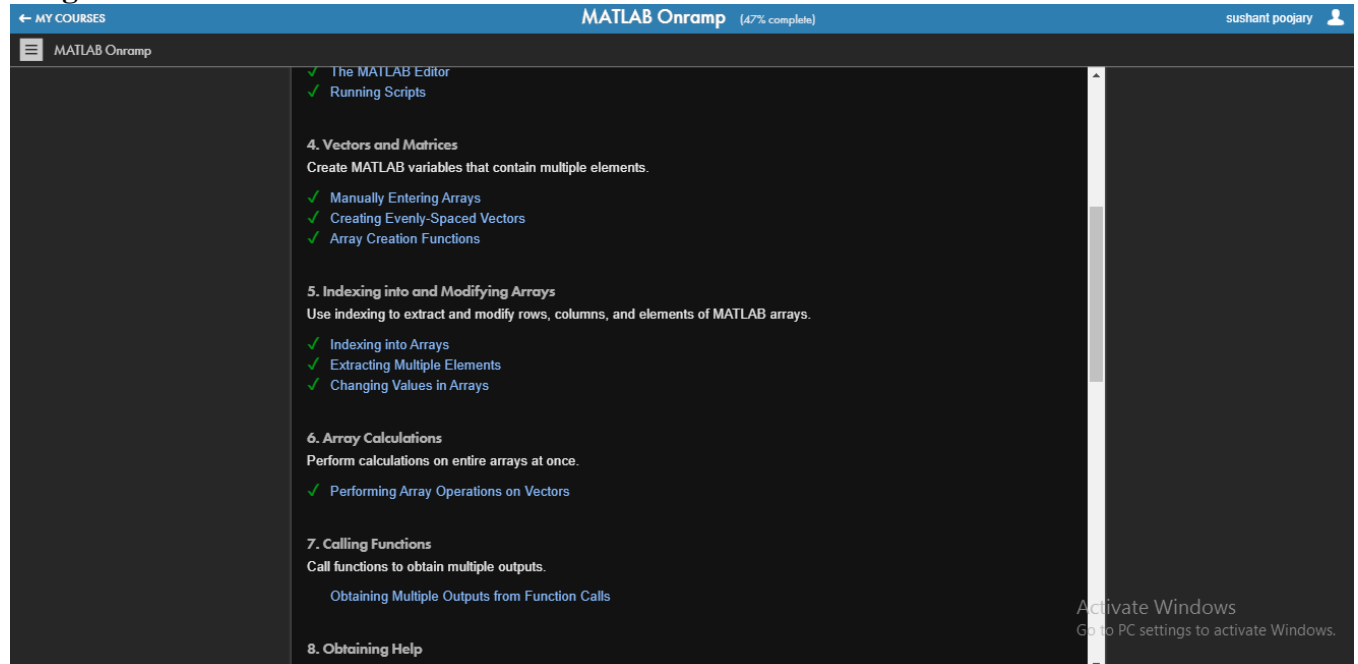 ← MY COURSES MATLAB Onramp (47% complete) sushant poojary
MATLAB Onramp
✓ The MATLAB Editor
✓ Running Scripts
4. Vectors and Matrices
Create MATLAB variables that contain multiple elements.
✓ Manually Entering Arrays
✓ Creating Evenly-Spaced Vectors
✓ Array Creation Functions
5. Indexing into and Modifying Arrays
Use indexing to extract and modify rows, columns, and elements of MATLAB arrays.
✓ Indexing into Arrays
✓ Extracting Multiple Elements
✓ Changing Values in Arrays
6. Array Calculations
Perform calculations on entire arrays at once.
✓ Performing Array Operations on Vectors
7. Calling Functions
Call functions to obtain multiple outputs.
Obtaining Multiple Outputs from Function Calls
8. Obtaining Help
Activate Windows
Go to PC settings to activate Windows.